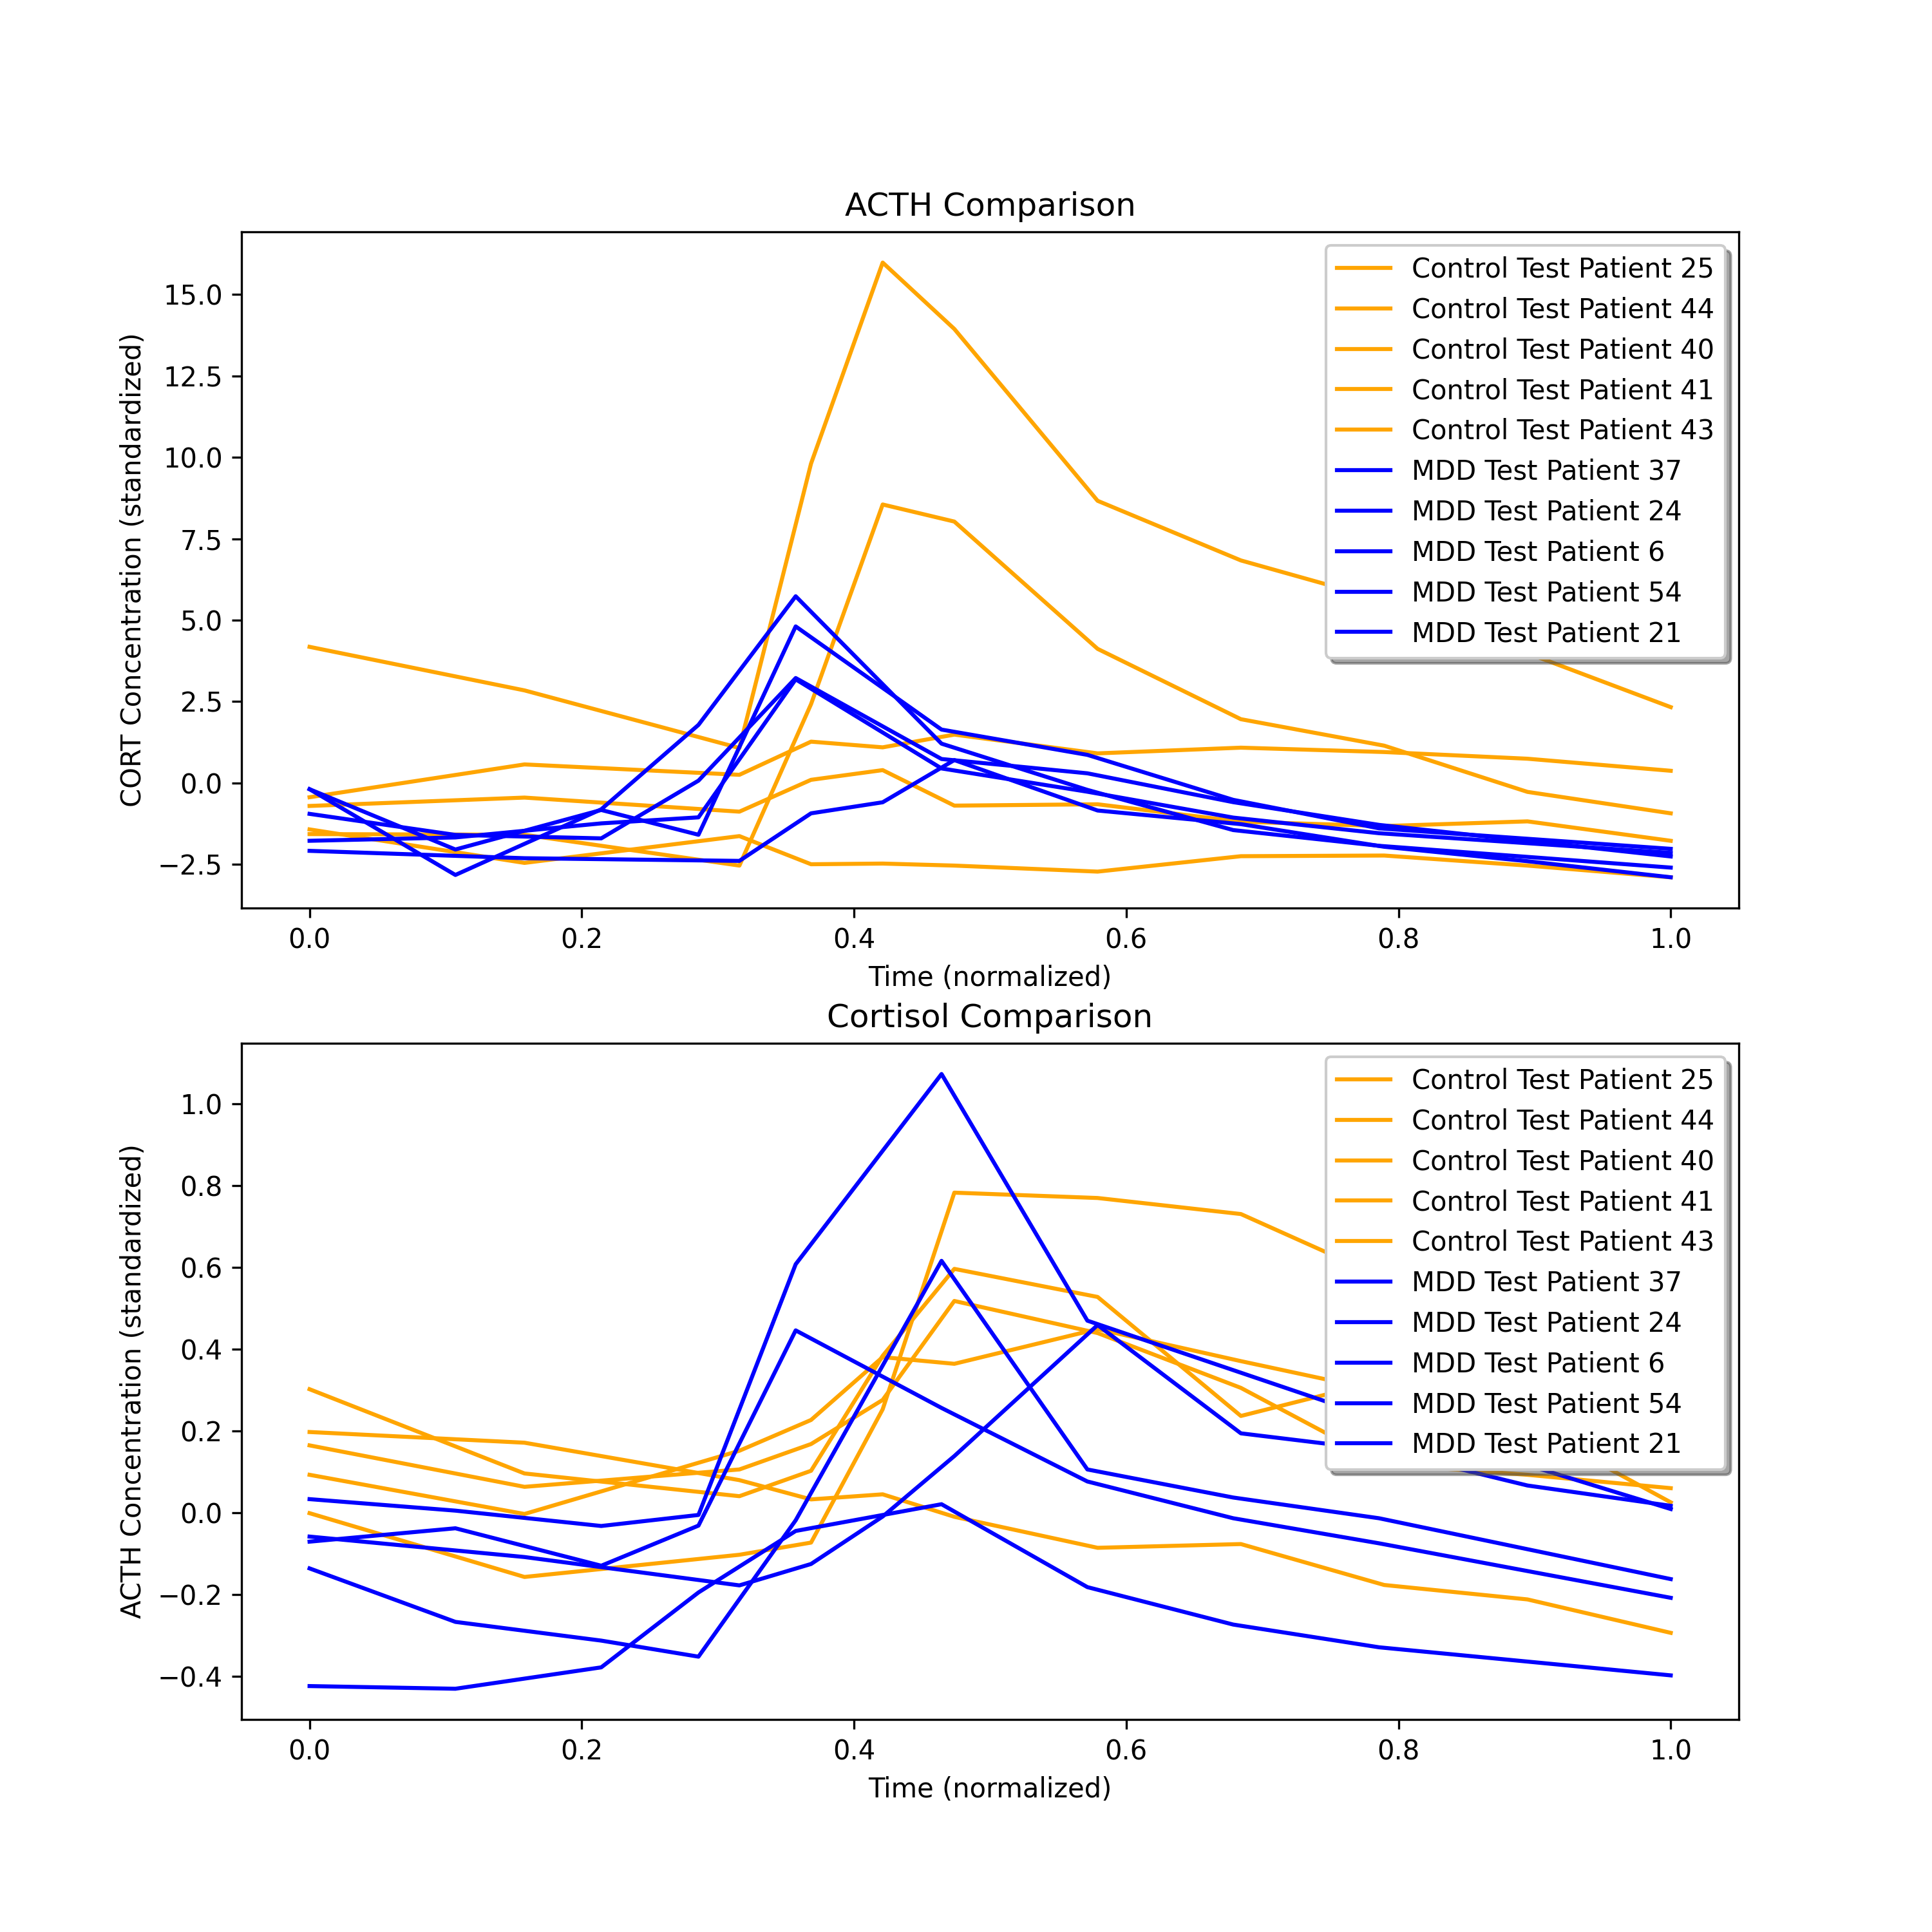 ACTH Comparison
CORT Concentration (standardized)
15.0
12.5
10.0
7.5
5.0
2.5
0.0
−2.5
Control Test Patient 25
Control Test Patient 44
Control Test Patient 40
Control Test Patient 41
Control Test Patient 43
MDD Test Patient 37
MDD Test Patient 24
MDD Test Patient 6
MDD Test Patient 54
MDD Test Patient 21
0.0 0.2 0.4 0.6 0.8 1.0
Time (normalized)
Cortisol Comparison
ACTH Concentration (standardized)
1.0
0.8
0.6
0.4
0.2
0.0
−0.2
−0.4
Control Test Patient 25
Control Test Patient 44
Control Test Patient 40
Control Test Patient 41
Control Test Patient 43
MDD Test Patient 37
MDD Test Patient 24
MDD Test Patient 6
MDD Test Patient 54
MDD Test Patient 21
0.0 0.2 0.4 0.6 0.8 1.0
Time (normalized)